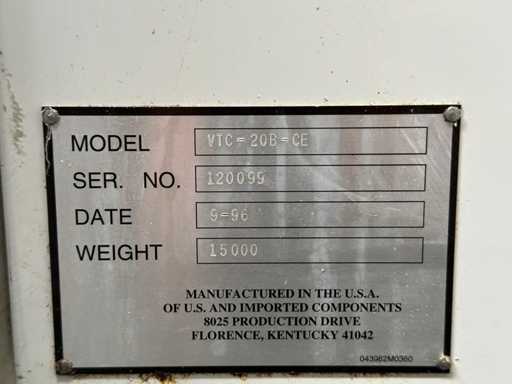 MODEL VTC-20B-CE
SER. NO. 120099
DATE 9-96
WEIGHT 15000
MANUFACTURED IN THE U.S.A.
OF U.S. AND IMPORTED COMPONENTS
8025 PRODUCTION DRIVE
FLORENCE, KENTUCKY 41042
043982M0360